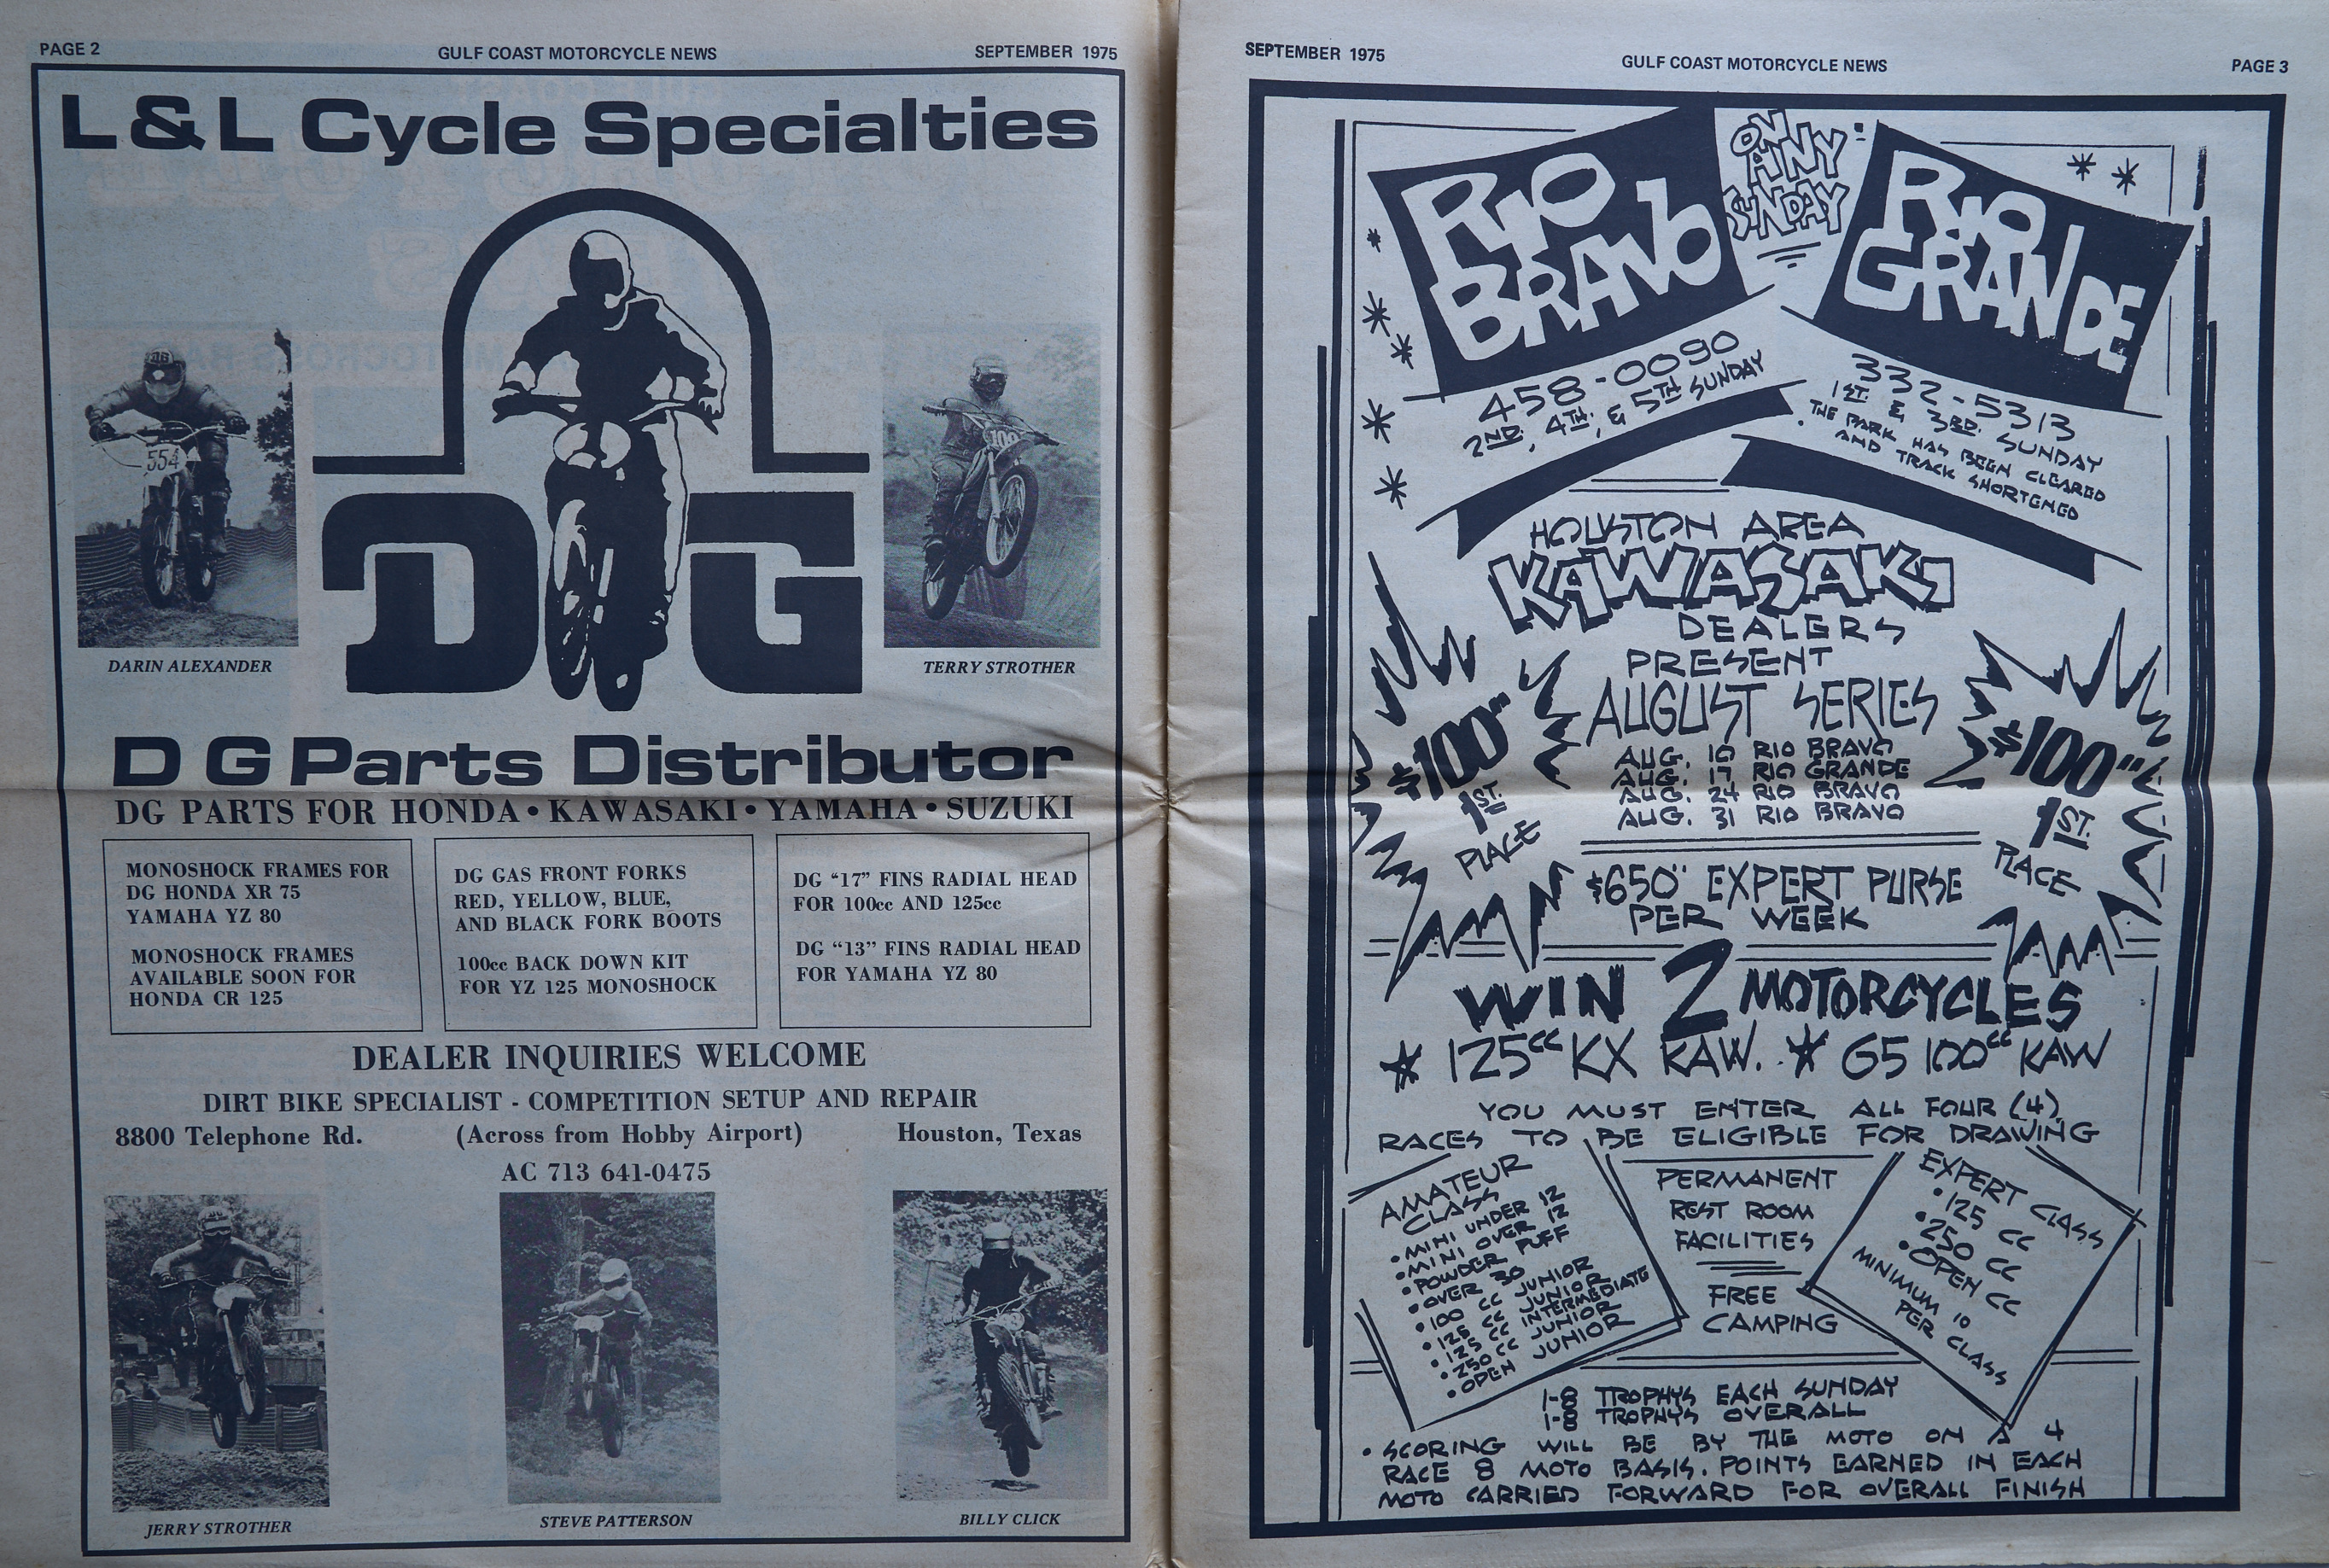 PAGE 2
GULF COAST MOTORCYCLE NEWS
SEPTEMBER 1975
L & L Cycle Specialties
554
100
DARIN ALEXANDER
TERRY STROTHER
DG
DG Parts Distributor
DG PARTS FOR HONDA • KAWASAKI • YAMAHA • SUZUKI
MONOSHOCK FRAMES FOR
DG HONDA XR 75
YAMAHA YZ 80
MONOSHOCK FRAMES
AVAILABLE SOON FOR
HONDA CR 125
DG GAS FRONT FORKS
RED, YELLOW, BLUE,
AND BLACK FORK BOOTS
100cc BACK DOWN KIT
FOR YZ 125 MONOSHOCK
DG "17" FINS RADIAL HEAD
FOR 100cc AND 125cc
DG "13" FINS RADIAL HEAD
FOR YAMAHA YZ 80
DEALER INQUIRIES WELCOME
DIRT BIKE SPECIALIST - COMPETITION SETUP AND REPAIR
8800 Telephone Rd. (Across from Hobby Airport) Houston, Texas
AC 713 641-0475
JERRY STROTHER
STEVE PATTERSON
BILLY CLICK
SEPTEMBER 1975
GULF COAST MOTORCYCLE NEWS
PAGE 3
RIO
BRAVO
ON
ANY
SUNDAY
RIO
GRANDE
458-0090
2ND., 4TH., & 5TH SUNDAY
332-5313
1ST. & 3RD. SUNDAY
THE PARK HAS BEEN CLEARED
AND TRACK SHORTENED
HOUSTON AREA
KAWASAKI
DEALERS
PRESENT
AUGUST SERIES
AUG. 10 RIO BRAVO
AUG. 17 RIO GRANDE
AUG. 24 RIO BRAVO
AUG. 31 RIO BRAVO
$100"
1ST.
PLACE
$100"
1ST.
PLACE
$650" EXPERT PURSE
PER WEEK
WIN 2 MOTORCYCLES
* 125cc KX KAW. * G5 100cc KAW
YOU MUST ENTER ALL FOUR (4)
RACES TO BE ELIGIBLE FOR DRAWING
AMATEUR
CLASS
• MINI UNDER 12
• MINI OVER 12
• POWDER PUFF
• OVER 30
• 100 CC JUNIOR
• 125 CC JUNIOR
• 125 CC INTERMEDIATE
• 250 CC JUNIOR
• OPEN JUNIOR
PERMANENT
REST ROOM
FACILITIES
FREE
CAMPING
EXPERT CLASS
• 125 CC
• 250 CC
• OPEN CC
MINIMUM 10
PER CLASS
1-8 TROPHYS EACH SUNDAY
1-8 TROPHYS OVERALL
• SCORING WILL BE BY THE MOTO ON A 4
RACE 8 MOTO BASIS. POINTS EARNED IN EACH
MOTO CARRIED FORWARD FOR OVERALL FINISH